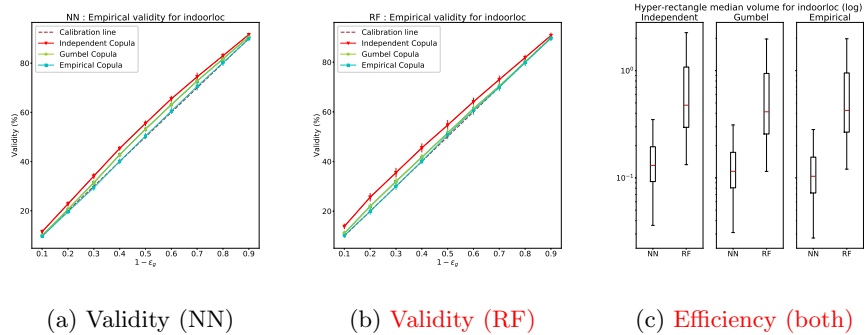 NN : Empirical validity for indoorloc
Calibration line
Independent Copula
Gumbel Copula
Empirical Copula
Validity (%)
80
60
40
20
0.1 0.2 0.3 0.4 0.5 0.6 0.7 0.8 0.9
1 − ε_g
(a) Validity (NN)
RF : Empirical validity for indoorloc
Calibration line
Independent Copula
Gumbel Copula
Empirical Copula
Validity (%)
80
60
40
20
0.1 0.2 0.3 0.4 0.5 0.6 0.7 0.8 0.9
1 − ε_g
(b) Validity (RF)
Hyper-rectangle median volume for indoorloc (log)
Independent Gumbel Empirical
10⁰
10⁻¹
NN RF NN RF NN RF
(c) Efficiency (both)